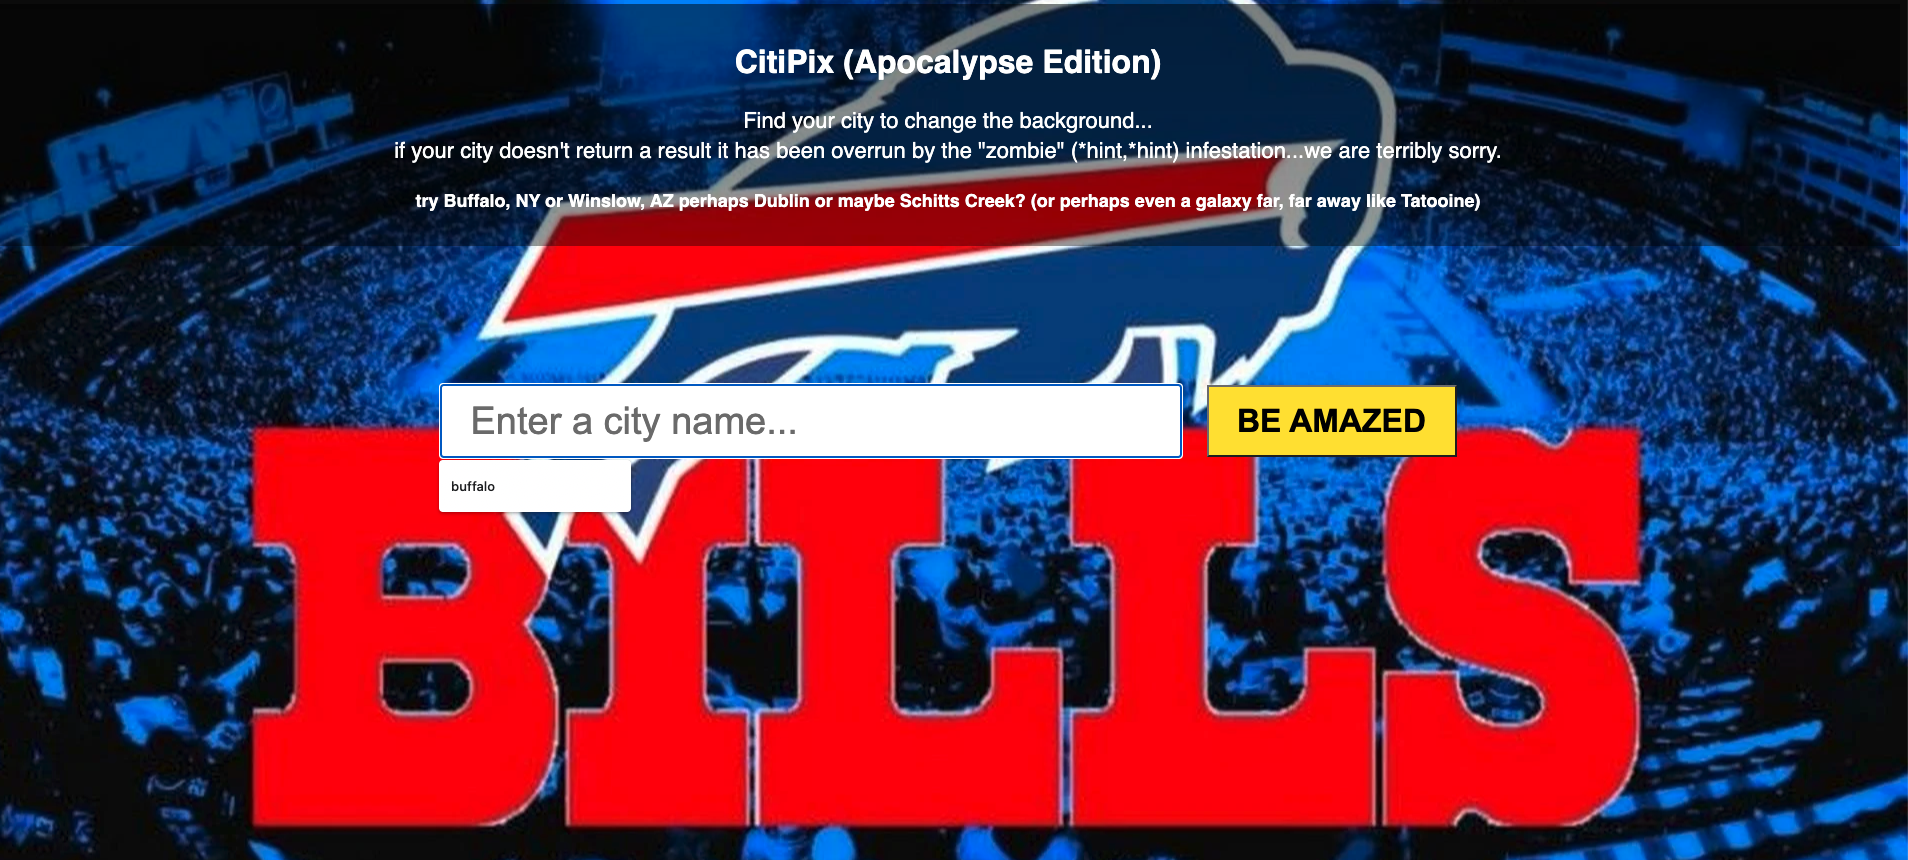 CitiPix (Apocalypse Edition)
Find your city to change the background...
if your city doesn't return a result it has been overrun by the "zombie" (*hint,*hint) infestation...we are terribly sorry.
try Buffalo, NY or Winslow, AZ perhaps Dublin or maybe Schitts Creek? (or perhaps even a galaxy far, far away like Tatooine)
Enter a city name...
BE AMAZED
buffalo
BILLS